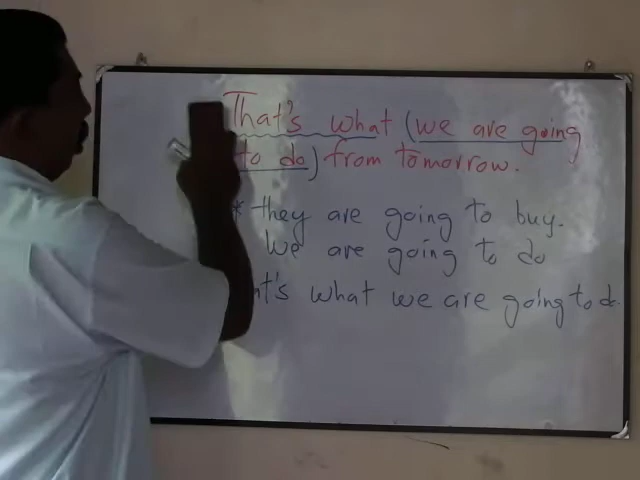 That's what (we are going
to do) from tomorrow.
* they are going to buy.
We are going to do
what we are going to do.